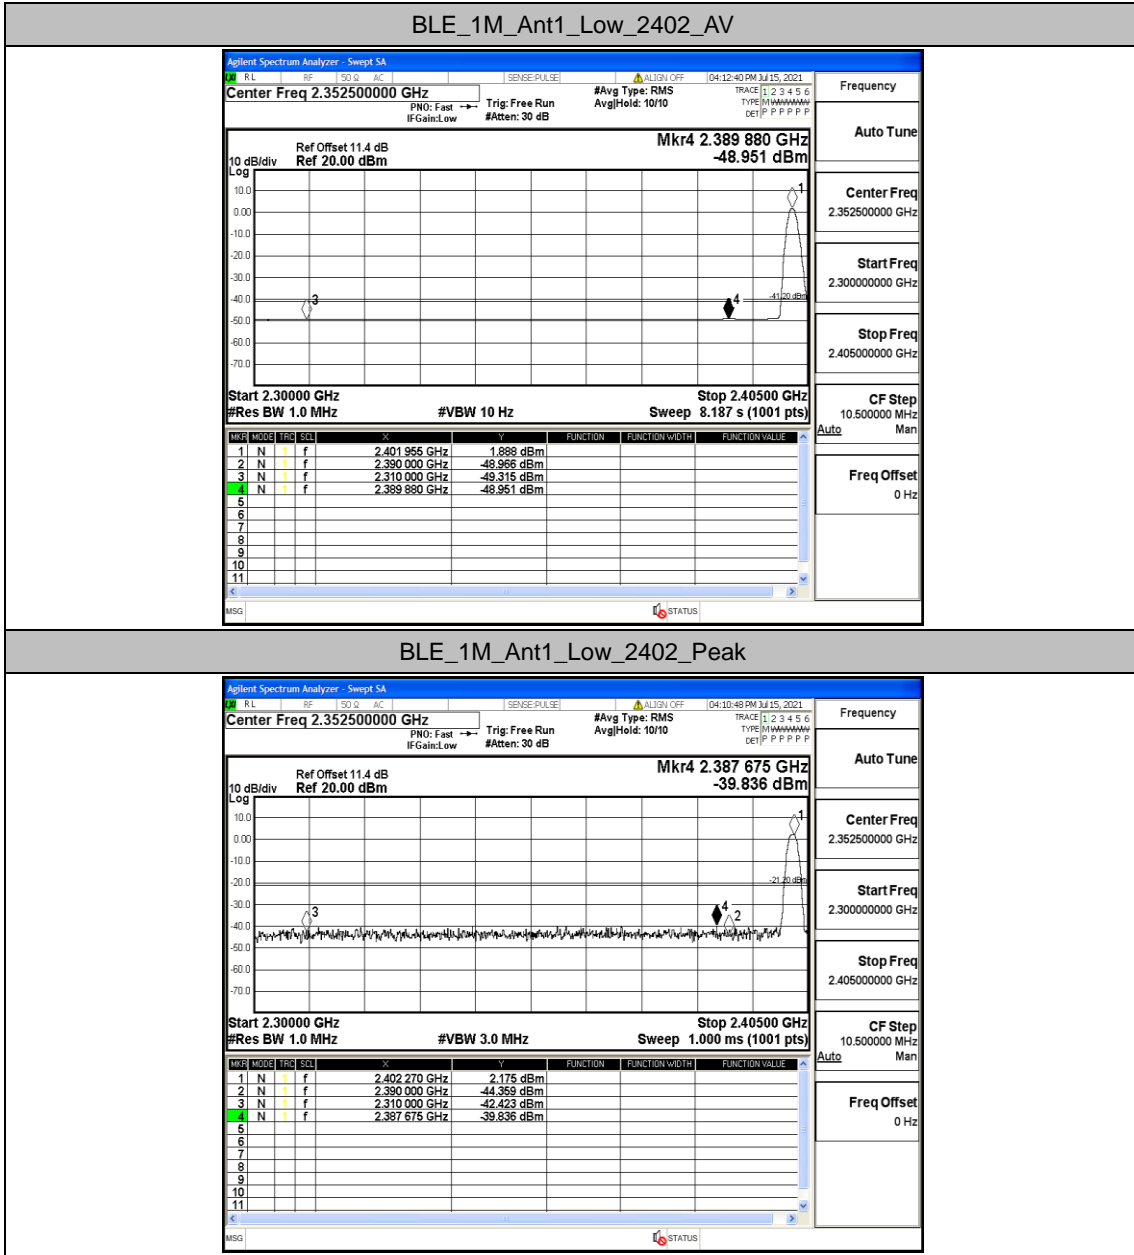 BLE_1M_Ant1_Low_2402_AV
Agilent Spectrum Analyzer - Swept SA
LXI RL RF 50 Ω AC SENSE:PULSE ALIGN OFF 04:12:40 PM Jul 15, 2021
Center Freq 2.352500000 GHz #Avg Type: RMS TRACE 1 2 3 4 5 6
PNO: Fast Trig: Free Run Avg|Hold: 10/10 TYPE M
IFGain:Low #Atten: 30 dB DET P P P P P P
Mkr4 2.389 880 GHz
-48.951 dBm
Ref Offset 11.4 dB
10 dB/div Ref 20.00 dBm
Log
10.0
0.00
-10.0
-20.0
-30.0
-40.0
-50.0
-60.0
-70.0
1
3
4
-41.20 dBm
Start 2.30000 GHz Stop 2.40500 GHz
#Res BW 1.0 MHz #VBW 10 Hz Sweep 8.187 s (1001 pts)
MKR MODE TRC SCL X Y FUNCTION FUNCTION WIDTH FUNCTION VALUE
1 N 1 f 2.401 955 GHz 1.888 dBm
2 N 1 f 2.390 000 GHz -48.966 dBm
3 N 1 f 2.310 000 GHz -49.315 dBm
4 N 1 f 2.389 880 GHz -48.951 dBm
5
6
7
8
9
10
11
MSG STATUS
Frequency
Auto Tune
Center Freq
2.352500000 GHz
Start Freq
2.300000000 GHz
Stop Freq
2.405000000 GHz
CF Step
10.500000 MHz
Auto Man
Freq Offset
0 Hz
BLE_1M_Ant1_Low_2402_Peak
Agilent Spectrum Analyzer - Swept SA
LXI RL RF 50 Ω AC SENSE:PULSE ALIGN OFF 04:10:48 PM Jul 15, 2021
Center Freq 2.352500000 GHz #Avg Type: RMS TRACE 1 2 3 4 5 6
PNO: Fast Trig: Free Run Avg|Hold: 10/10 TYPE M
IFGain:Low #Atten: 30 dB DET P P P P P P
Mkr4 2.387 675 GHz
-39.836 dBm
Ref Offset 11.4 dB
10 dB/div Ref 20.00 dBm
Log
10.0
0.00
-10.0
-20.0
-30.0
-40.0
-50.0
-60.0
-70.0
1
-21.20 dBm
3
4
2
Start 2.30000 GHz Stop 2.40500 GHz
#Res BW 1.0 MHz #VBW 3.0 MHz Sweep 1.000 ms (1001 pts)
MKR MODE TRC SCL X Y FUNCTION FUNCTION WIDTH FUNCTION VALUE
1 N 1 f 2.402 270 GHz 2.175 dBm
2 N 1 f 2.390 000 GHz -44.359 dBm
3 N 1 f 2.310 000 GHz -42.423 dBm
4 N 1 f 2.387 675 GHz -39.836 dBm
5
6
7
8
9
10
11
MSG STATUS
Frequency
Auto Tune
Center Freq
2.352500000 GHz
Start Freq
2.300000000 GHz
Stop Freq
2.405000000 GHz
CF Step
10.500000 MHz
Auto Man
Freq Offset
0 Hz